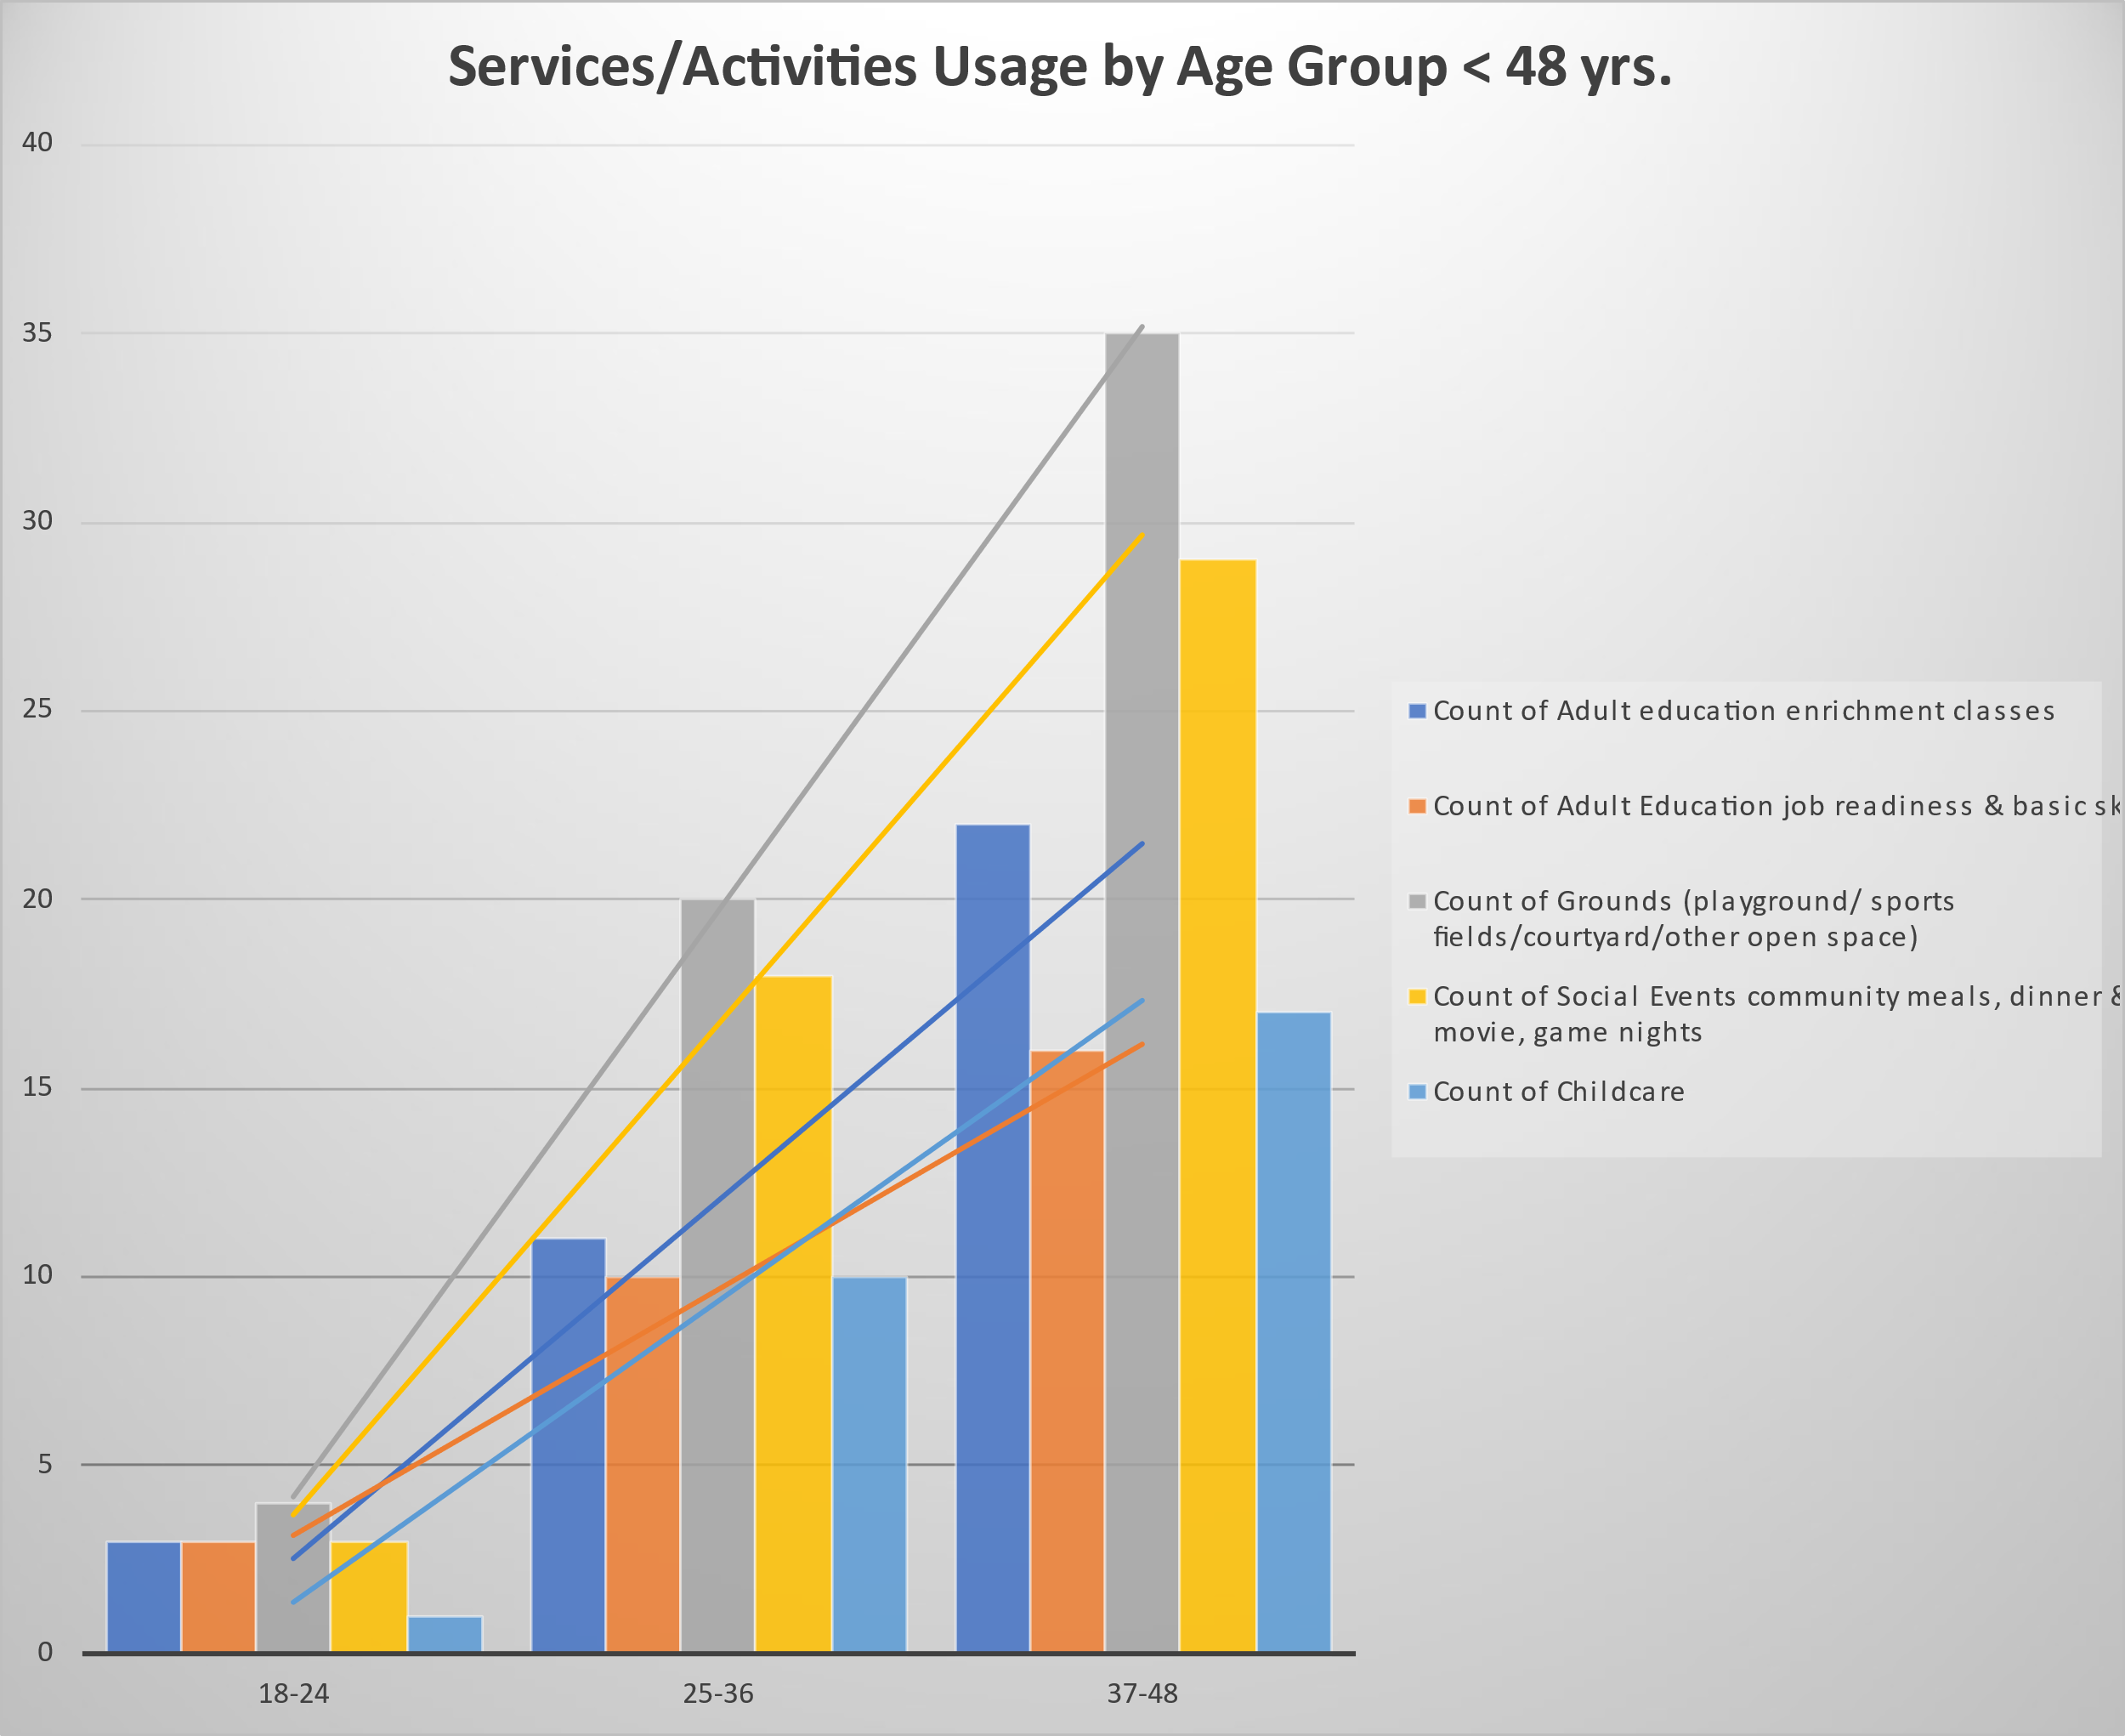 Services/Activities Usage by Age Group < 48 yrs.
40
35
30
25
20
15
10
5
0
18-24
25-36
37-48
Count of Adult education enrichment classes
Count of Adult Education job readiness & basic sk
Count of Grounds (playground/ sports
fields/courtyard/other open space)
Count of Social Events community meals, dinner &
movie, game nights
Count of Childcare